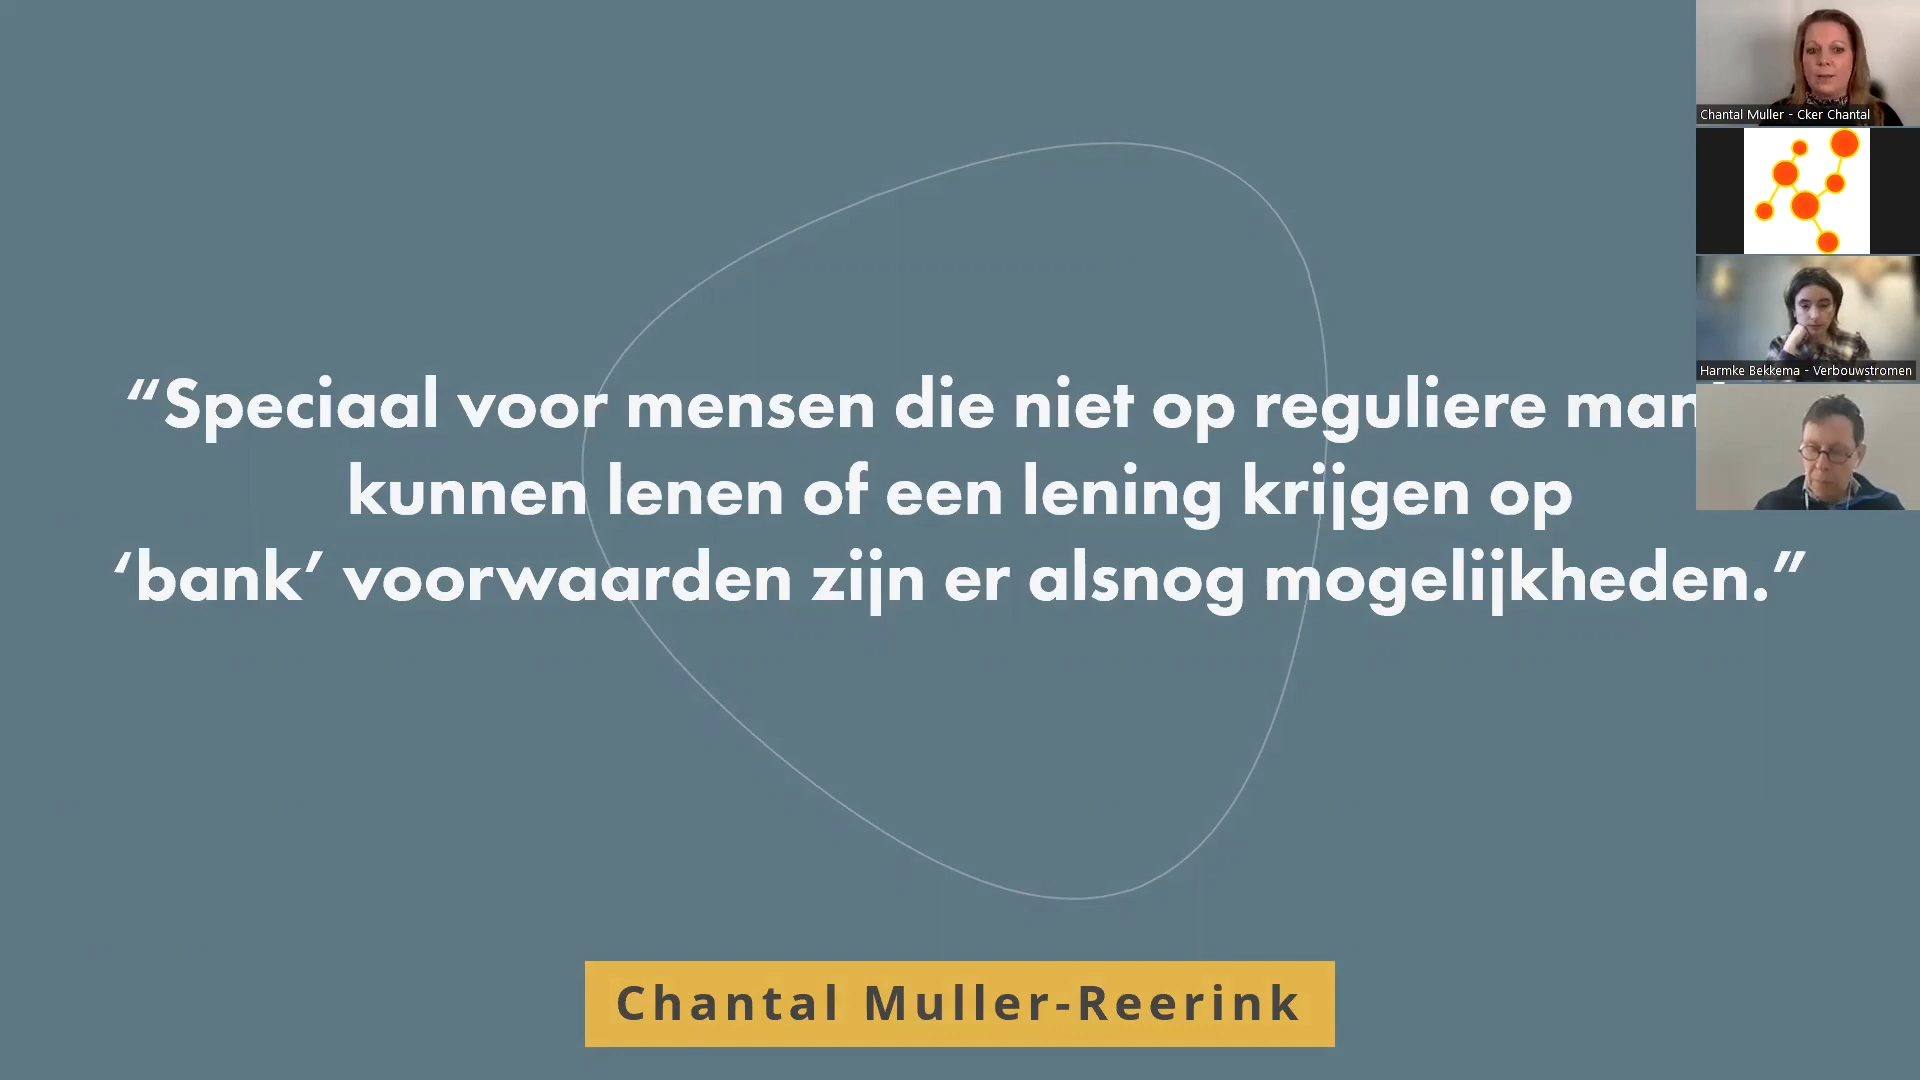 “Speciaal voor mensen die niet op reguliere
kunnen lenen of een lening krijgen op
‘bank’ voorwaarden zijn er alsnog mogelijkheden.”
Chantal Muller-Reerink
Chantal Muller - Cker Chantal
Harmke Bekkema - Verbouwstromen